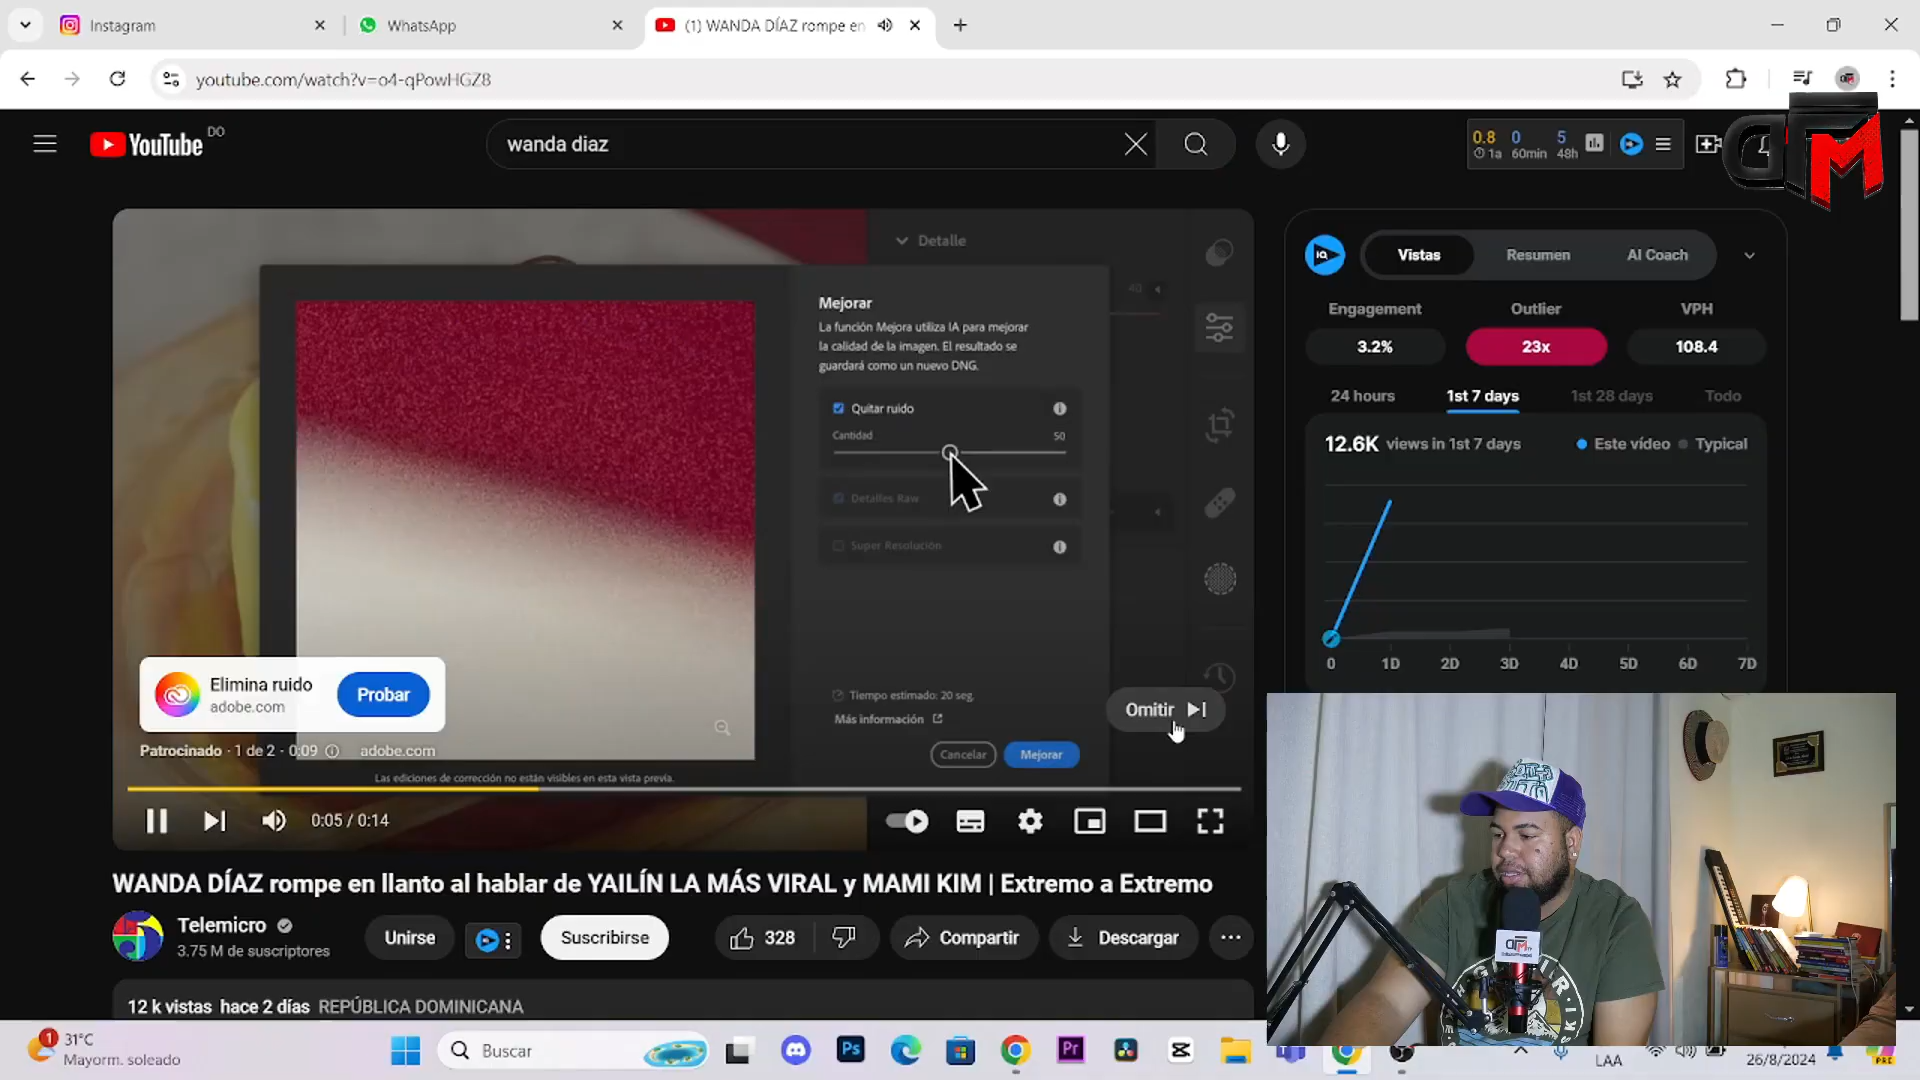 Instagram
WhatsApp
(1) WANDA DÍAZ rompe en
youtube.com/watch?v=o4-qPowHGZ8
YouTube DO
wanda diaz
0.8 0 5
1a 60min 48h
DTM
Detalle
40
Mejorar
La función Mejora utiliza IA para mejorar
la calidad de la imagen. El resultado se
guardará como un nuevo DNG.
Quitar ruido
Cantidad 50
Detalles Raw
Super Resolución
Tiempo estimado: 20 seg.
Más información
Cancelar Mejorar
Las ediciones de corrección no están visibles en esta vista previa.
Elimina ruido
adobe.com
Probar
Omitir
Patrocinado · 1 de 2 · 0:09 adobe.com
0:05 / 0:14
IQ
Vistas Resumen AI Coach
Engagement Outlier VPH
3.2% 23x 108.4
24 hours 1st 7 days 1st 28 days Todo
12.6K views in 1st 7 days Este vídeo Typical
0 1D 2D 3D 4D 5D 6D 7D
WANDA DÍAZ rompe en llanto al hablar de YAILÍN LA MÁS VIRAL y MAMI KIM | Extremo a Extremo
Telemicro
3.75 M de suscriptores
Unirse
Suscribirse
328
Compartir
Descargar
12 k vistas hace 2 días REPÚBLICA DOMINICANA
1
31°C
Mayorm. soleado
Buscar
Ps
Pr
LAA
26/8/2024
PRE